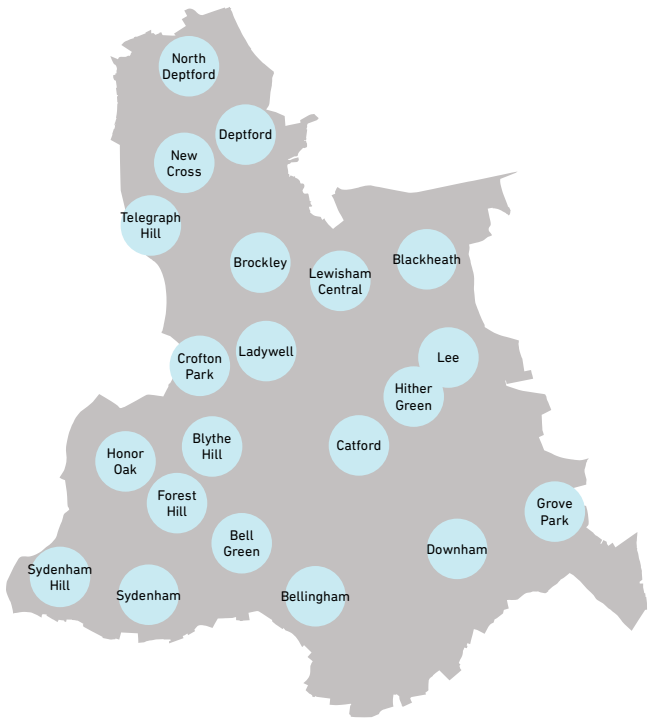 North
Deptford
Deptford
New
Cross
Telegraph
Hill
Brockley
Lewisham
Central
Blackheath
Crofton
Park
Ladywell
Lee
Hither
Green
Honor
Oak
Blythe
Hill
Catford
Forest
Hill
Grove
Park
Bell
Green
Downham
Sydenham
Hill
Sydenham
Bellingham